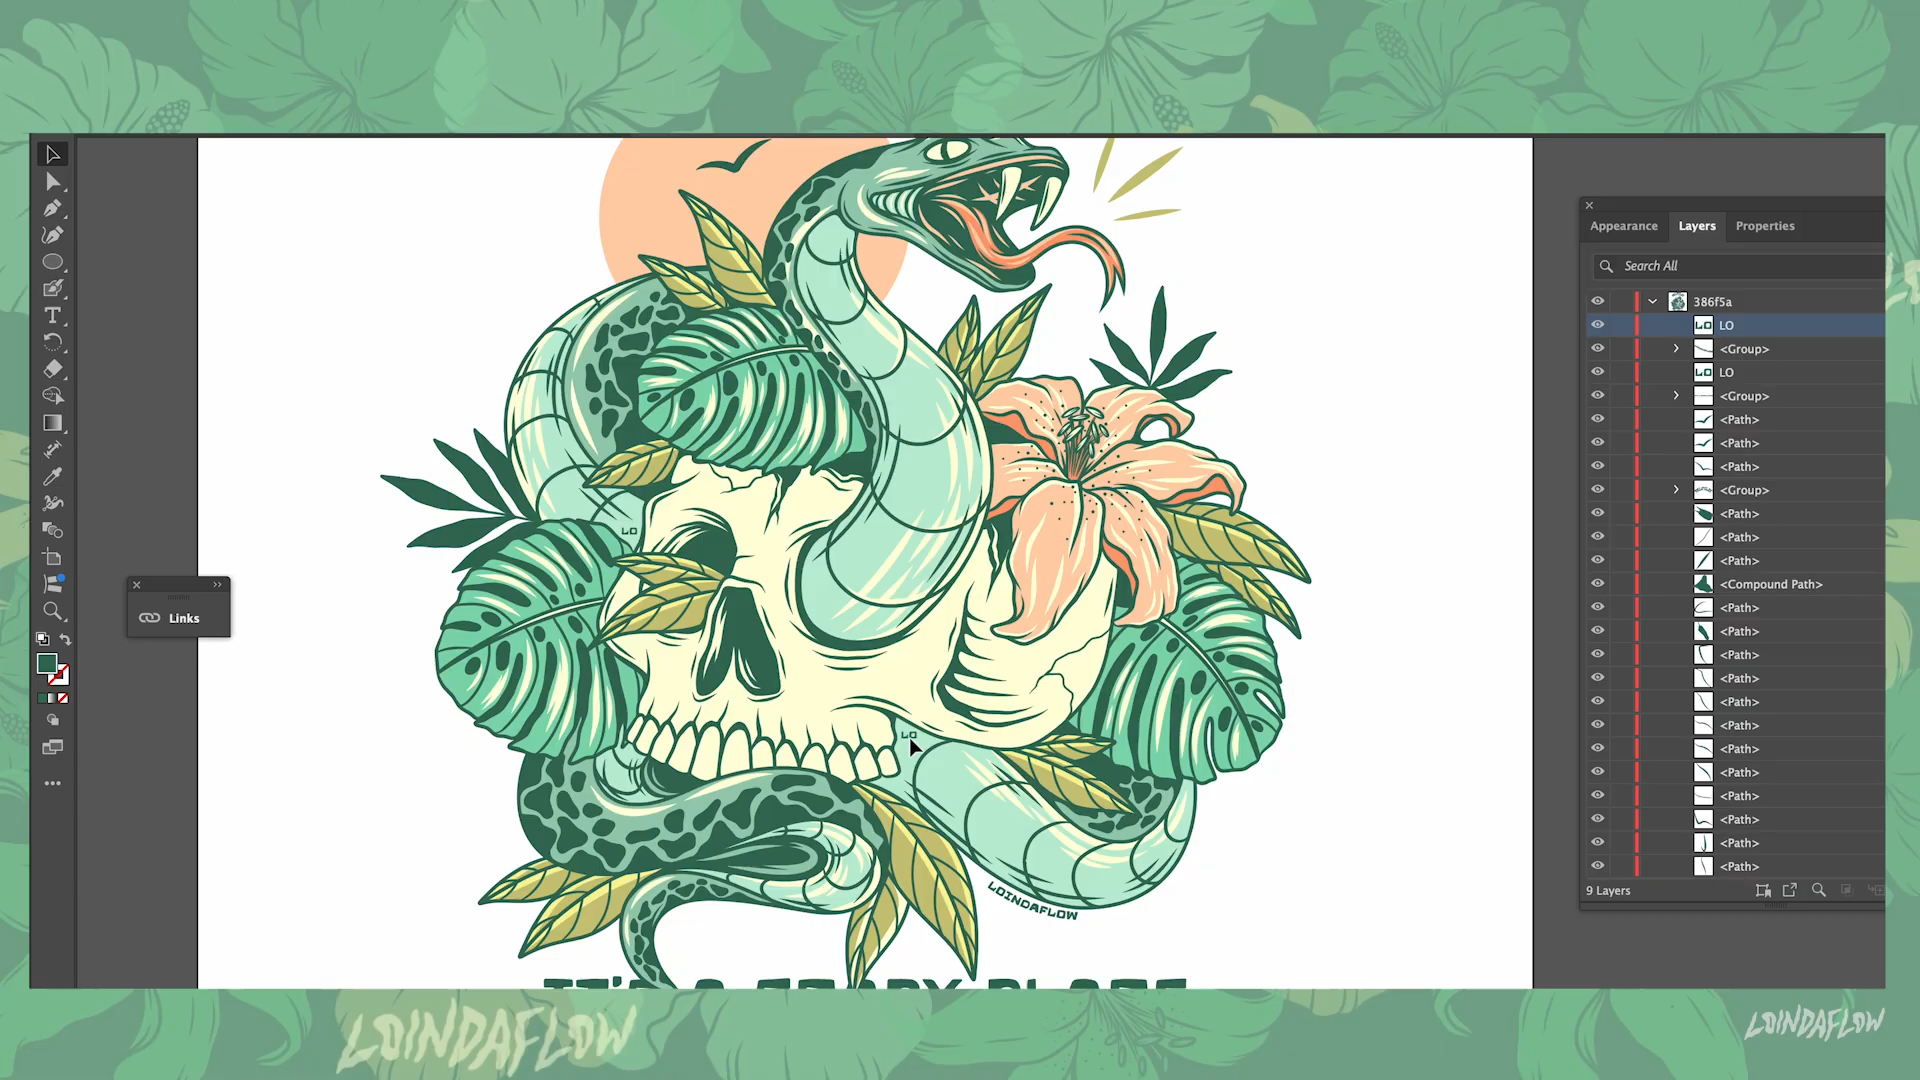 Appearance
Layers
Properties
Search All
386f5a
LO
<Group>
LO
<Group>
<Path>
<Path>
<Path>
<Group>
<Path>
<Path>
<Path>
<Compound Path>
<Path>
<Path>
<Path>
<Path>
<Path>
<Path>
<Path>
<Path>
<Path>
<Path>
<Path>
<Path>
9 Layers
Links
LO
LO
LOINDAFLOW
IT'S A
PLACE
LOINDAFLOW
LOINDAFLOW